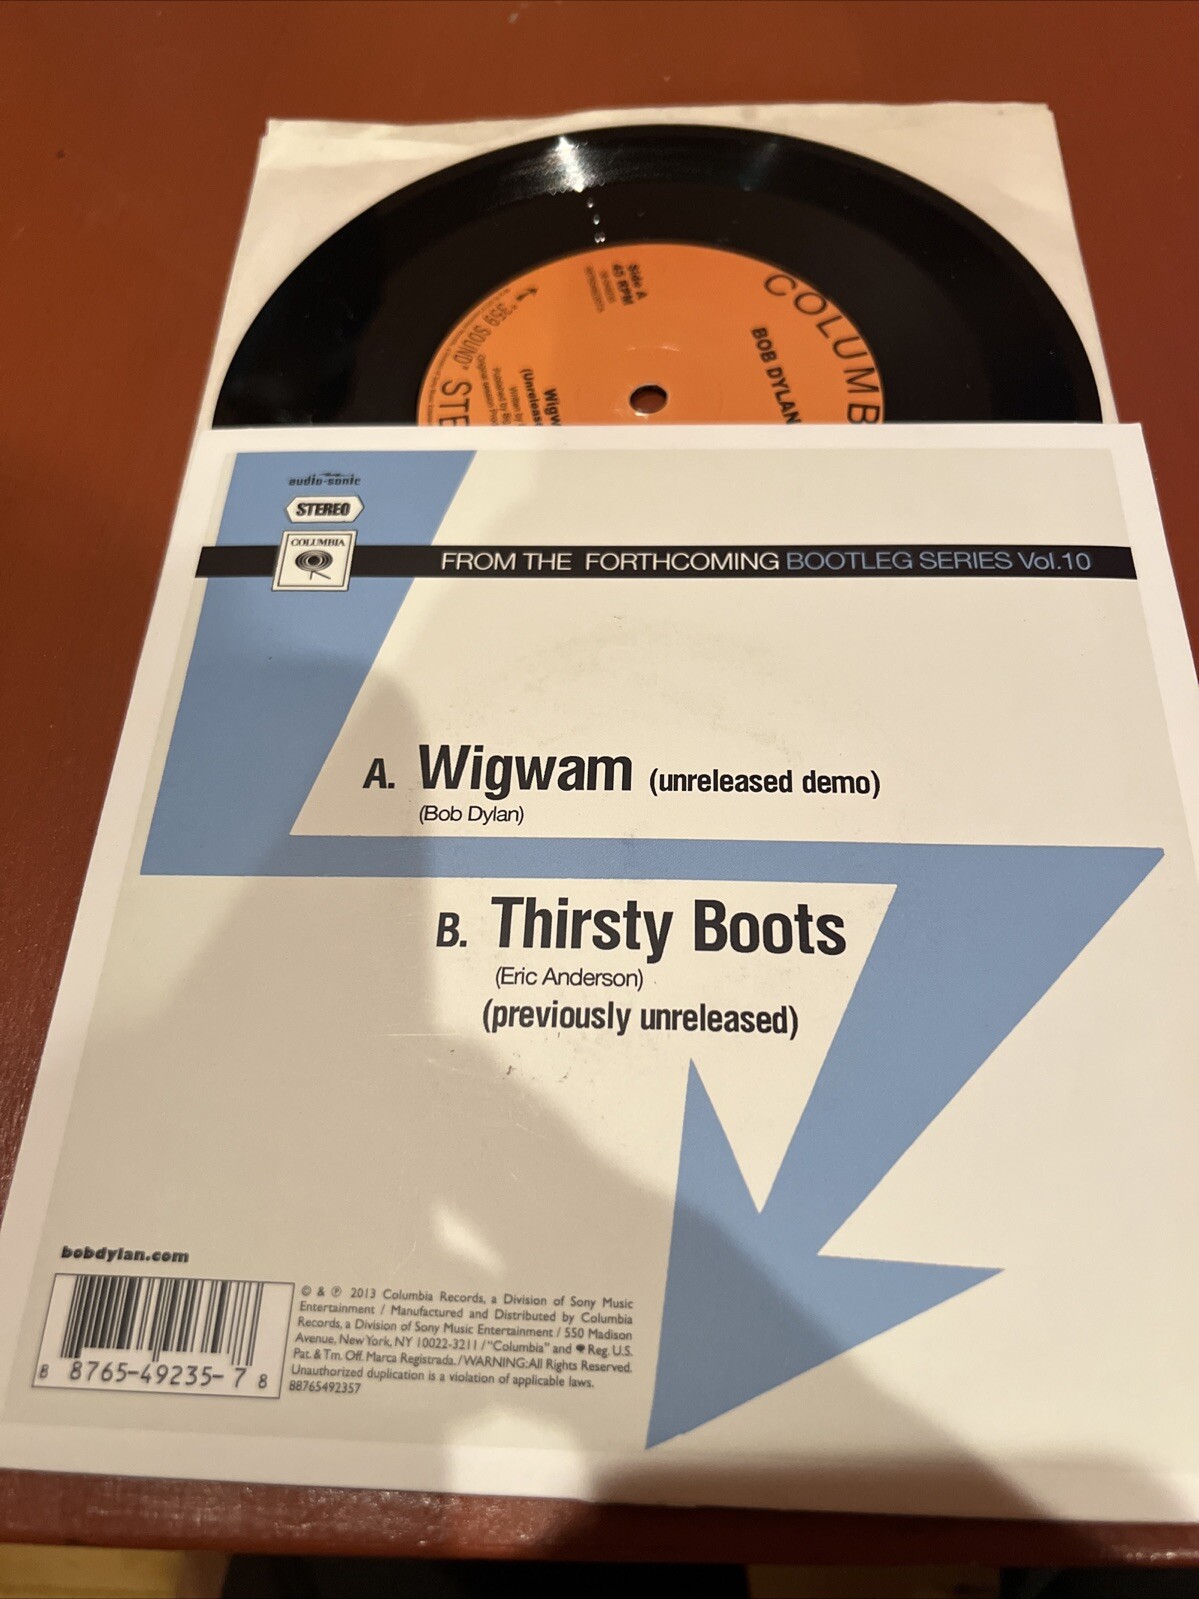 COLUMB
BOB DYLAN
Side A
45 RPM
"359 SOUND"
STE
Wigw
(Unreleas
audio-sonic
STEREO
COLUMBIA
FROM THE FORTHCOMING BOOTLEG SERIES Vol.10
A. Wigwam (unreleased demo)
(Bob Dylan)
B. Thirsty Boots
(Eric Anderson)
(previously unreleased)
bobdylan.com
8 8765-49235-7 8
© & ℗ 2013 Columbia Records, a Division of Sony Music
Entertainment / Manufactured and Distributed by Columbia
Records, a Division of Sony Music Entertainment / 550 Madison
Avenue, New York, NY 10022-3211 / "Columbia" and Reg. U.S.
Pat. & Tm. Off. Marca Registrada. / WARNING: All Rights Reserved.
Unauthorized duplication is a violation of applicable laws.
88765492357